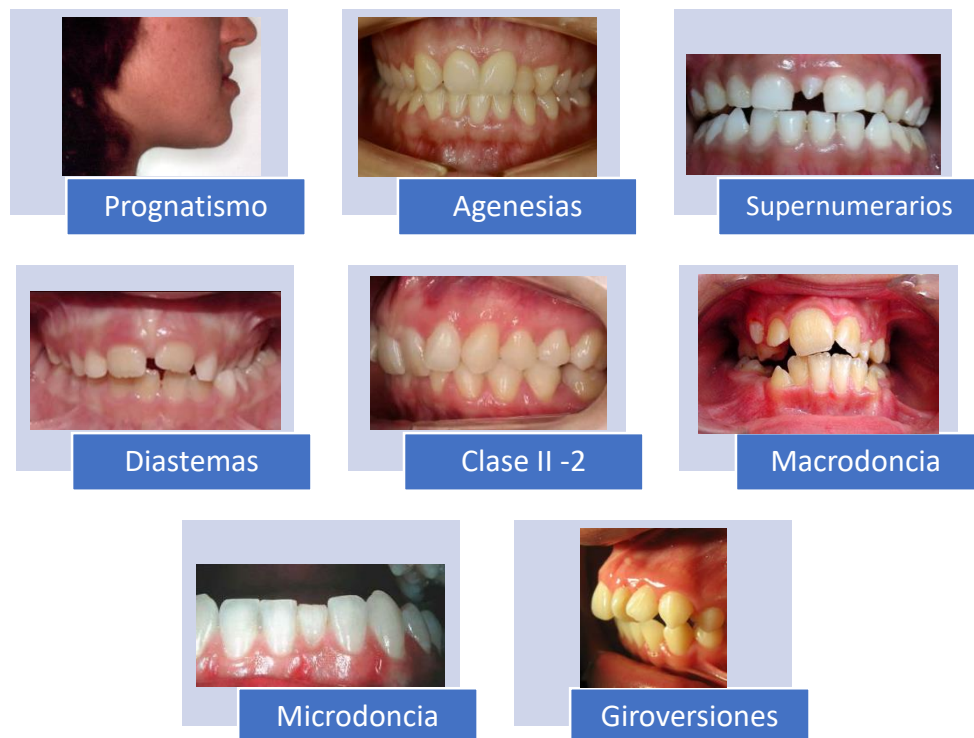 Prognatismo
Agenesias
Supernumerarios
Diastemas
Clase II -2
Macrodoncia
Microdoncia
Giroversiones